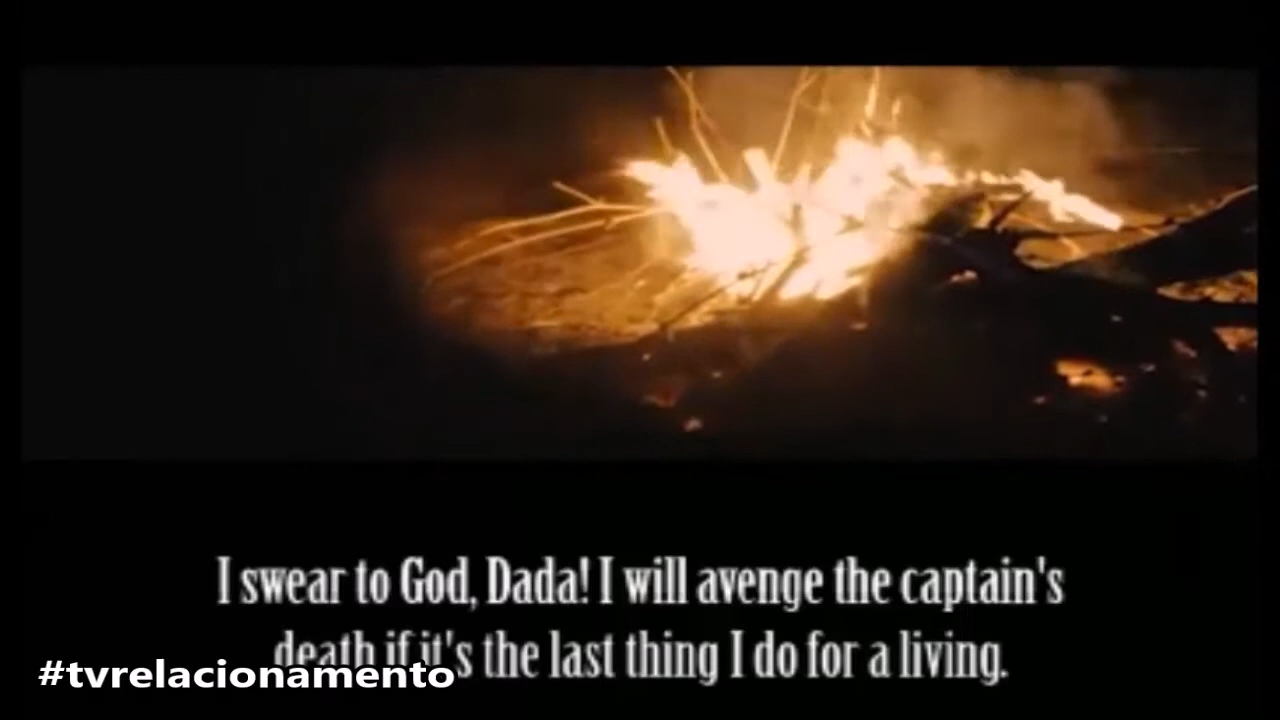 I swear to God, Dada! I will avenge the captain's
death if it's the last thing I do for a living.
#tvrelacionamento